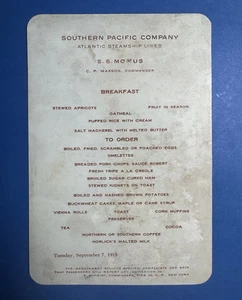 SOUTHERN PACIFIC COMPANY
ATLANTIC STEAMSHIP LINES
S. S. MOMUS
C. P. MAXSON, COMMANDER
BREAKFAST
STEWED APRICOTS FRUIT IN SEASON
OATMEAL
PUFFED RICE WITH CREAM
SALT MACKEREL WITH MELTED BUTTER
TO ORDER
BOILED, FRIED, SCRAMBLED OR POACHED EGGS
OMELETTES
BREADED PORK CHOPS, SAUCE ROBERT
FRESH TRIPE A LA CREOLE
BROILED SUGAR CURED HAM
STEWED KIDNEYS ON TOAST
BOILED AND HASHED BROWN POTATOES
BUCKWHEAT CAKES, MAPLE OR CANE SYRUP
VIENNA ROLLS TOAST CORN MUFFINS
PRESERVES
TEA COCOA
NORTHERN OR SOUTHERN COFFEE
HORLICK'S MALTED MILK
Tuesday, September 7, 1915